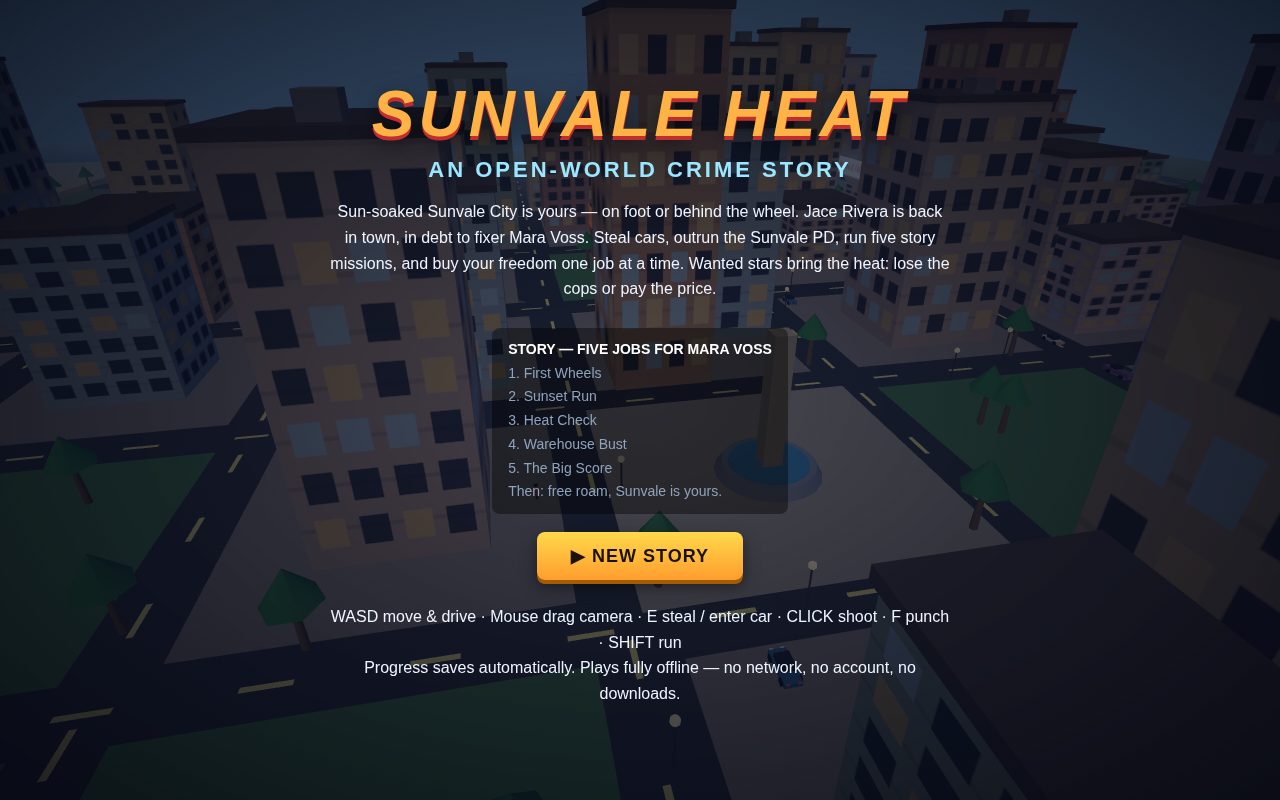 SUNVALE HEAT
AN OPEN-WORLD CRIME STORY
Sun-soaked Sunvale City is yours — on foot or behind the wheel. Jace Rivera is back
in town, in debt to fixer Mara Voss. Steal cars, outrun the Sunvale PD, run five story
missions, and buy your freedom one job at a time. Wanted stars bring the heat: lose the
cops or pay the price.
STORY — FIVE JOBS FOR MARA VOSS
1. First Wheels
2. Sunset Run
3. Heat Check
4. Warehouse Bust
5. The Big Score
Then: free roam, Sunvale is yours.
▶ NEW STORY
WASD move & drive · Mouse drag camera · E steal / enter car · CLICK shoot · F punch
· SHIFT run
Progress saves automatically. Plays fully offline — no network, no account, no
downloads.